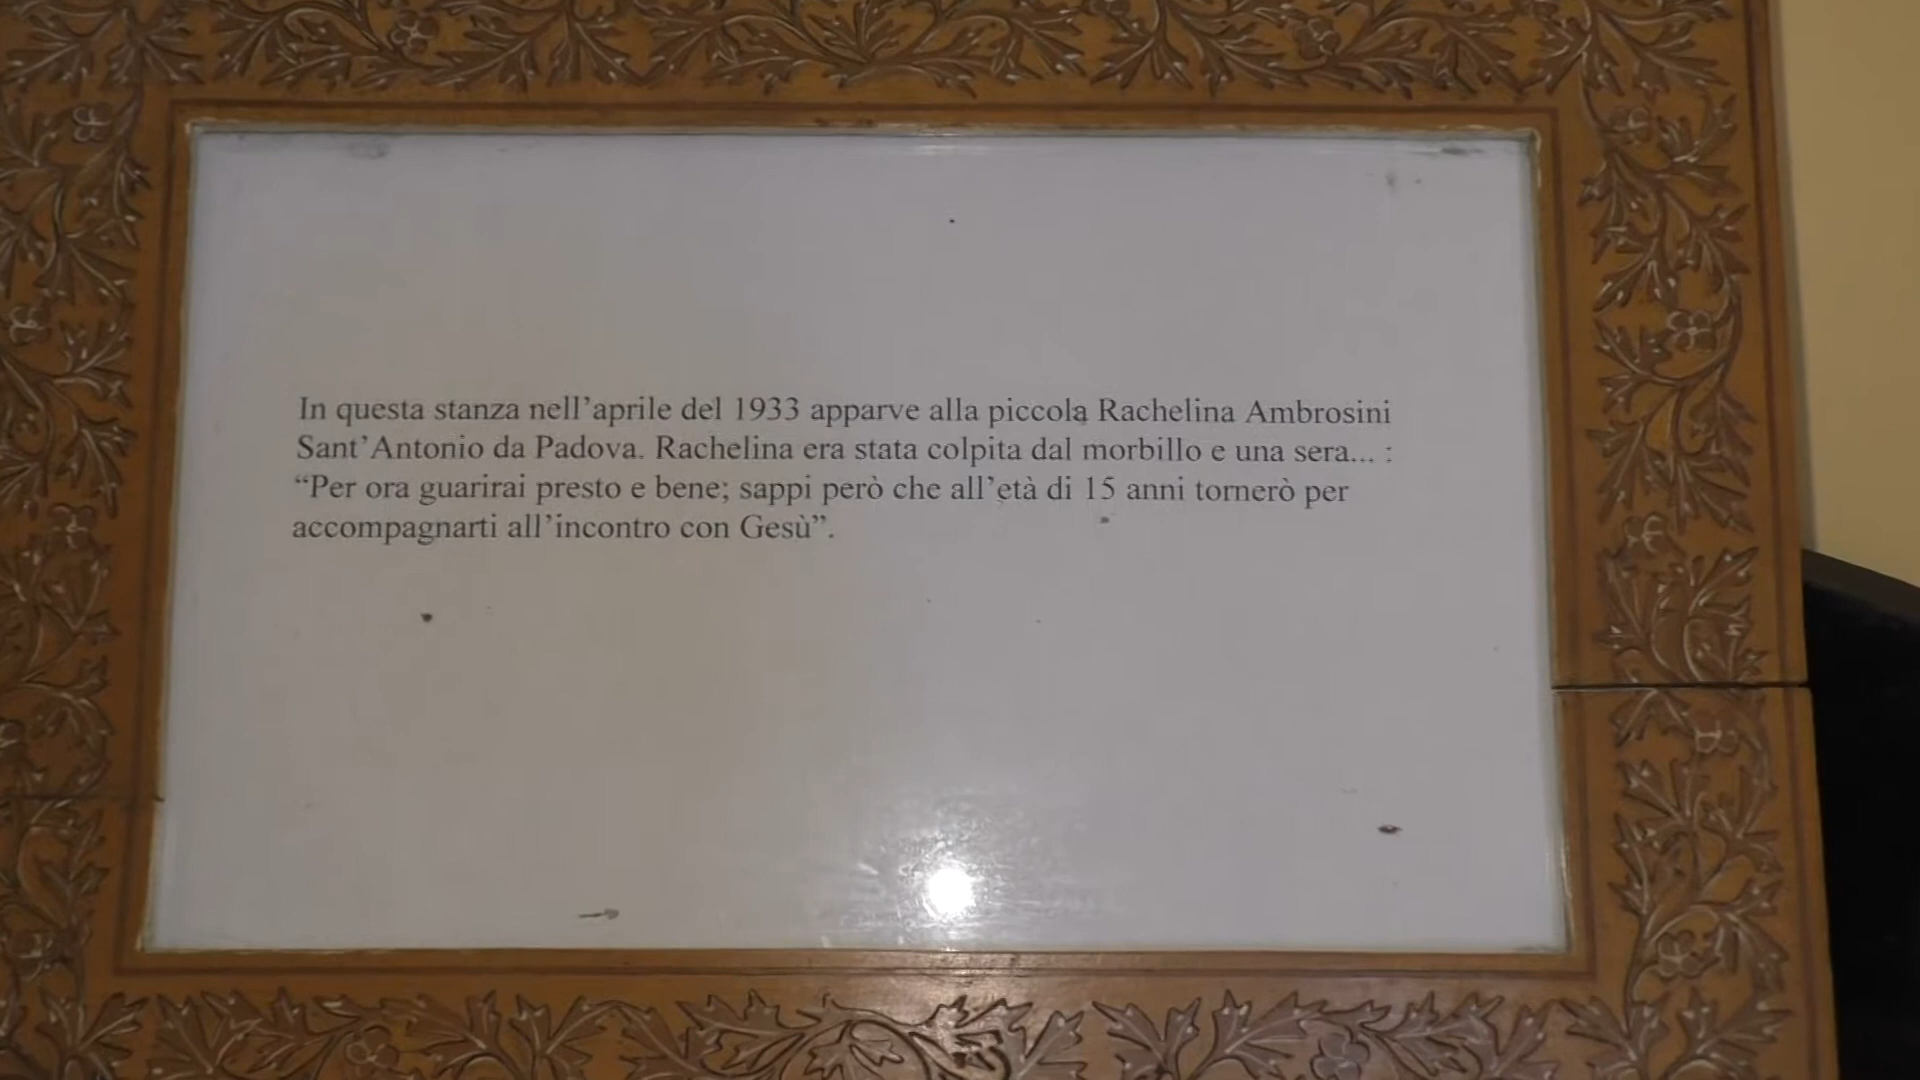 In questa stanza nell’aprile del 1933 apparve alla piccola Rachelina Ambrosini
Sant’Antonio da Padova. Rachelina era stata colpita dal morbillo e una sera... :
“Per ora guarirai presto e bene; sappi però che all’età di 15 anni tornerò per
accompagnarti all’incontro con Gesù”.